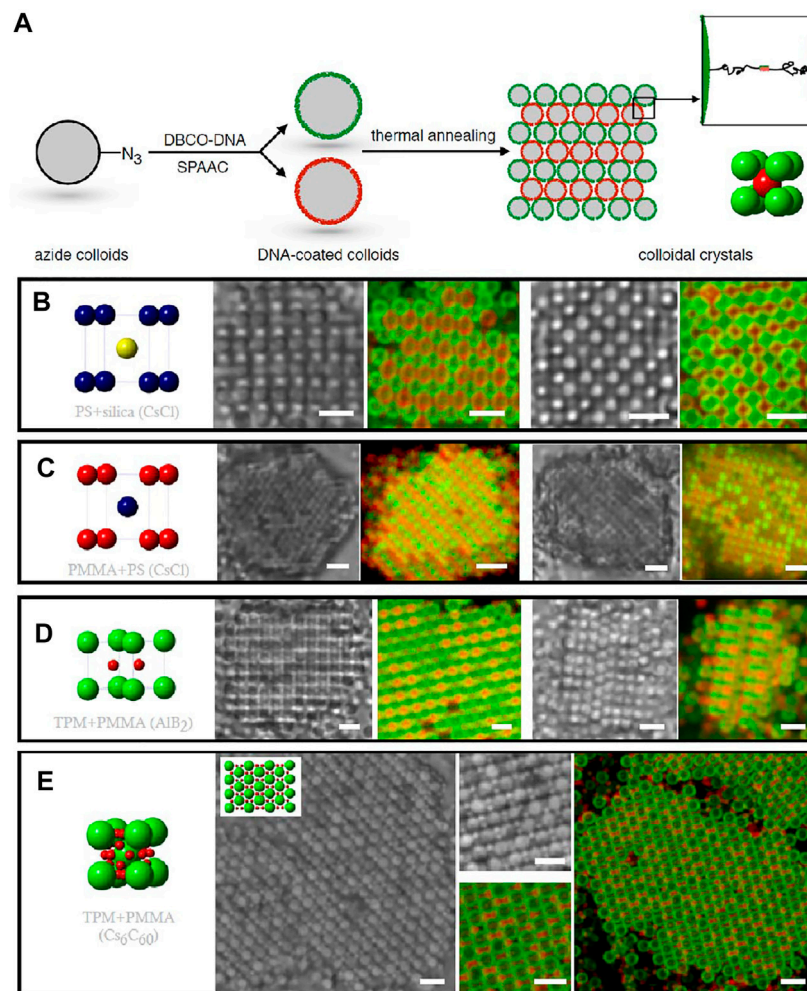 A
N₃
DBCO-DNA
SPAAC
thermal annealing
azide colloids
DNA-coated colloids
colloidal crystals
B
PS+silica (CsCl)
C
PMMA+PS (CsCl)
D
TPM+PMMA (AlB₂)
E
TPM+PMMA
(Cs₆C₆₀)